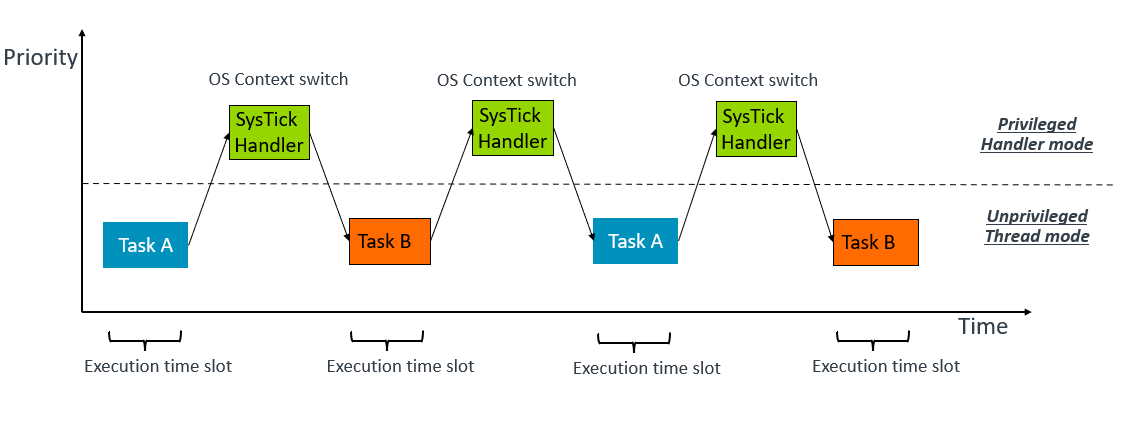 Priority
OS Context switch
OS Context switch
OS Context switch
SysTick
Handler
SysTick
Handler
SysTick
Handler
Privileged
Handler mode
Task A
Task B
Task A
Task B
Unprivileged
Thread mode
Time
Execution time slot
Execution time slot
Execution time slot
Execution time slot